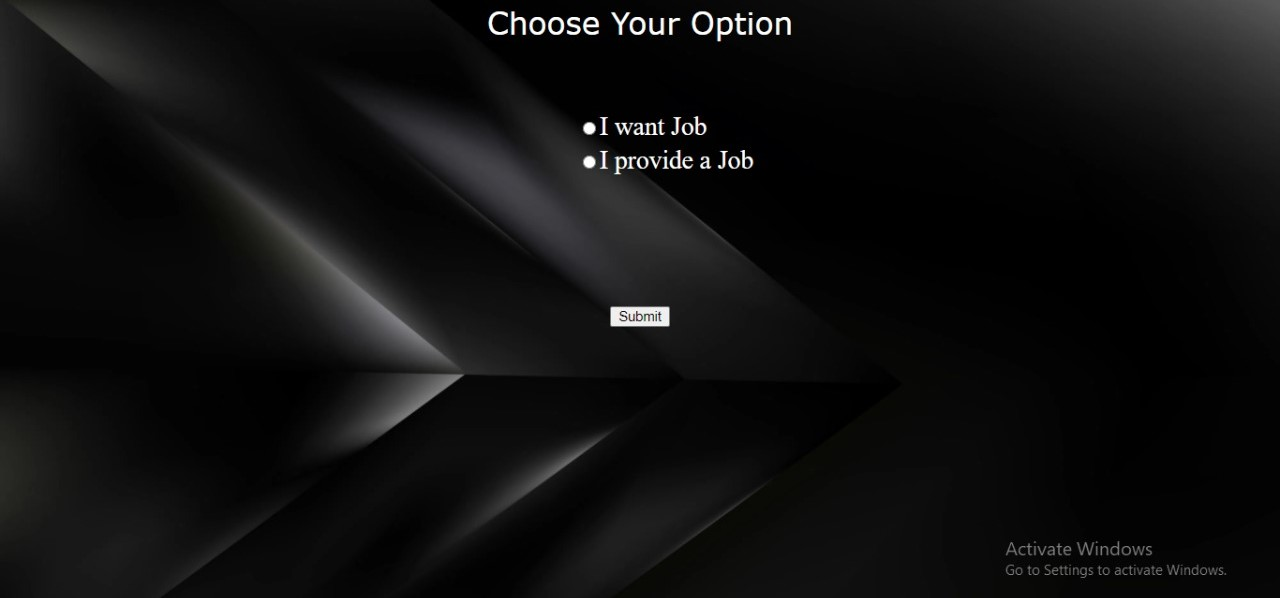 Choose Your Option
I want Job
I provide a Job
Submit
Activate Windows
Go to Settings to activate Windows.